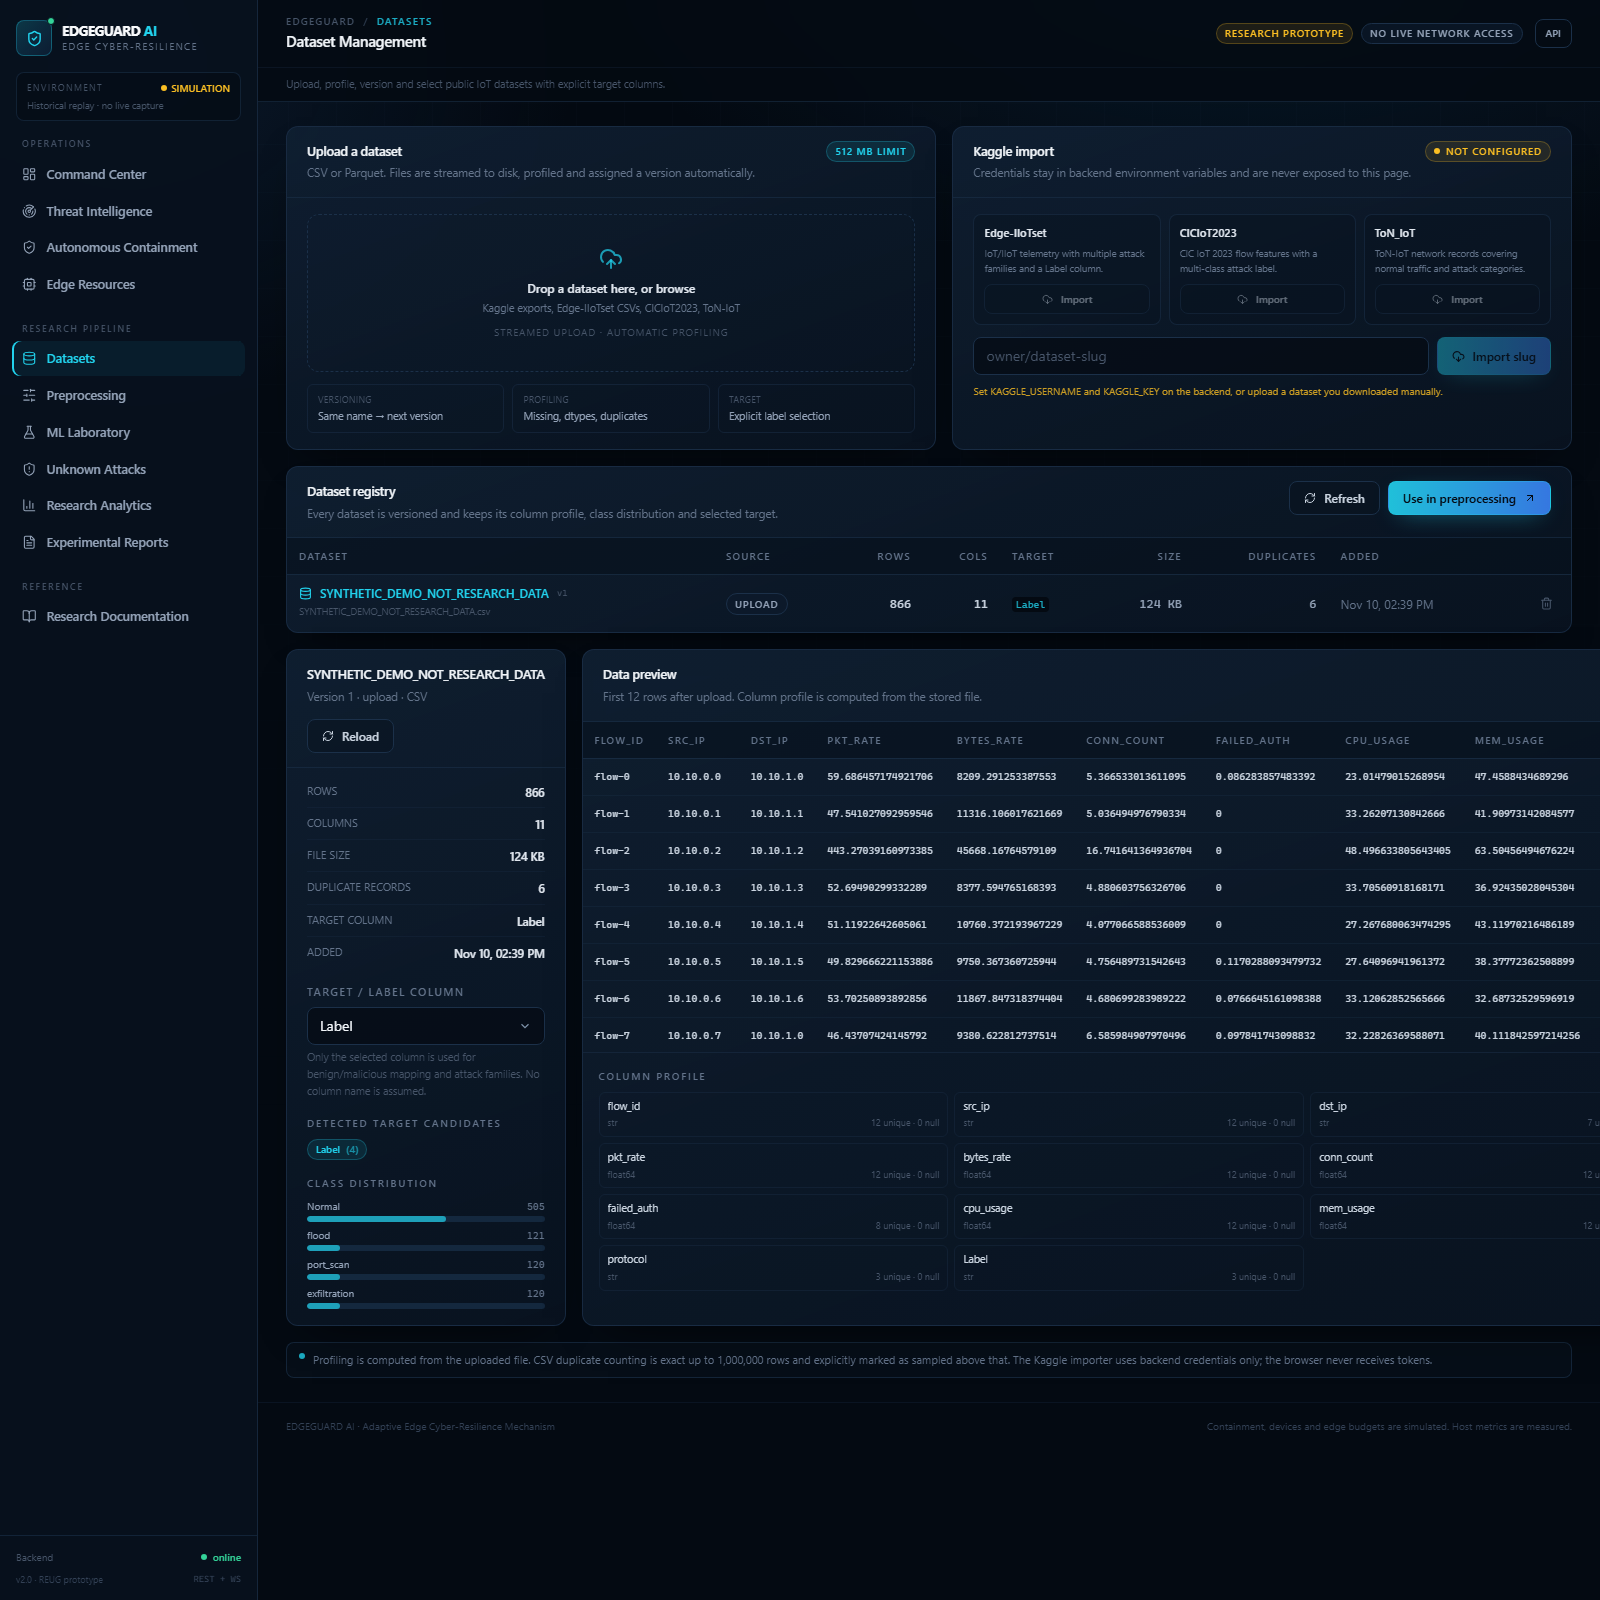 EDGEGUARD AI
EDGE CYBER-RESILIENCE
ENVIRONMENT
SIMULATION
Historical replay · no live capture
OPERATIONS
Command Center
Threat Intelligence
Autonomous Containment
Edge Resources
RESEARCH PIPELINE
Datasets
Preprocessing
ML Laboratory
Unknown Attacks
Research Analytics
Experimental Reports
REFERENCE
Research Documentation
Backend
online
v2.0 · REUG prototype
REST + WS
EDGEGUARD / DATASETS
Dataset Management
RESEARCH PROTOTYPE
NO LIVE NETWORK ACCESS
API
Upload, profile, version and select public IoT datasets with explicit target columns.
Upload a dataset
512 MB LIMIT
CSV or Parquet. Files are streamed to disk, profiled and assigned a version automatically.
Drop a dataset here, or browse
Kaggle exports, Edge-IIoTset CSVs, CICIoT2023, ToN-IoT
STREAMED UPLOAD · AUTOMATIC PROFILING
VERSIONING
Same name → next version
PROFILING
Missing, dtypes, duplicates
TARGET
Explicit label selection
Kaggle import
NOT CONFIGURED
Credentials stay in backend environment variables and are never exposed to this page.
Edge-IIoTset
IoT/IIoT telemetry with multiple attack
families and a Label column.
Import
CICIoT2023
CIC IoT 2023 flow features with a
multi-class attack label.
Import
ToN_IoT
ToN-IoT network records covering
normal traffic and attack categories.
Import
owner/dataset-slug
Import slug
Set KAGGLE_USERNAME and KAGGLE_KEY on the backend, or upload a dataset you downloaded manually.
Dataset registry
Every dataset is versioned and keeps its column profile, class distribution and selected target.
Refresh
Use in preprocessing
DATASET SOURCE ROWS COLS TARGET SIZE DUPLICATES ADDED
SYNTHETIC_DEMO_NOT_RESEARCH_DATA v1
SYNTHETIC_DEMO_NOT_RESEARCH_DATA.csv
UPLOAD 866 11 Label 124 KB 6 Nov 10, 02:39 PM
SYNTHETIC_DEMO_NOT_RESEARCH_DATA
Version 1 · upload · CSV
Reload
ROWS 866
COLUMNS 11
FILE SIZE 124 KB
DUPLICATE RECORDS 6
TARGET COLUMN Label
ADDED Nov 10, 02:39 PM
TARGET / LABEL COLUMN
Label
Only the selected column is used for
benign/malicious mapping and attack families. No
column name is assumed.
DETECTED TARGET CANDIDATES
Label (4)
CLASS DISTRIBUTION
Normal 505
flood 121
port_scan 120
exfiltration 120
Data preview
First 12 rows after upload. Column profile is computed from the stored file.
FLOW_ID SRC_IP DST_IP PKT_RATE BYTES_RATE CONN_COUNT FAILED_AUTH CPU_USAGE MEM_USAGE
flow-0 10.10.0.0 10.10.1.0 59.686457174921706 8209.291253387553 5.366533013611095 0.086283857483392 23.01479015268954 47.4588434689296
flow-1 10.10.0.1 10.10.1.1 47.541027092959546 11316.106017621669 5.036494976790334 0 33.26207130842666 41.90973142084577
flow-2 10.10.0.2 10.10.1.2 443.27039160973385 45668.16764579109 16.741641364936704 0 48.496633805643405 63.50456494676224
flow-3 10.10.0.3 10.10.1.3 52.69490299332289 8377.594765168393 4.880603756326706 0 33.70560918168171 36.92435028045304
flow-4 10.10.0.4 10.10.1.4 51.11922642605061 10760.372193967229 4.077066588536009 0 27.267680063474295 43.11970216486189
flow-5 10.10.0.5 10.10.1.5 49.829666221153886 9750.367360725944 4.756489731542643 0.1170288093479732 27.64096941961372 38.37772362508899
flow-6 10.10.0.6 10.10.1.6 53.70250893892856 11867.847318374404 4.680699283989222 0.0766645161098388 33.12062852565666 32.68732529596919
flow-7 10.10.0.7 10.10.1.0 46.43707424145792 9380.622812737514 6.585984907970496 0.097841743098832 32.22826369588071 40.111842597214256
COLUMN PROFILE
flow_id
str 12 unique · 0 null
src_ip
str 12 unique · 0 null
dst_ip
str 7 u
pkt_rate
float64 12 unique · 0 null
bytes_rate
float64 12 unique · 0 null
conn_count
float64 12 u
failed_auth
float64 8 unique · 0 null
cpu_usage
float64 12 unique · 0 null
mem_usage
float64 12 u
protocol
str 3 unique · 0 null
Label
str 3 unique · 0 null
Profiling is computed from the uploaded file. CSV duplicate counting is exact up to 1,000,000 rows and explicitly marked as sampled above that. The Kaggle importer uses backend credentials only; the browser never receives tokens.
EDGEGUARD AI · Adaptive Edge Cyber-Resilience Mechanism
Containment, devices and edge budgets are simulated. Host metrics are measured.